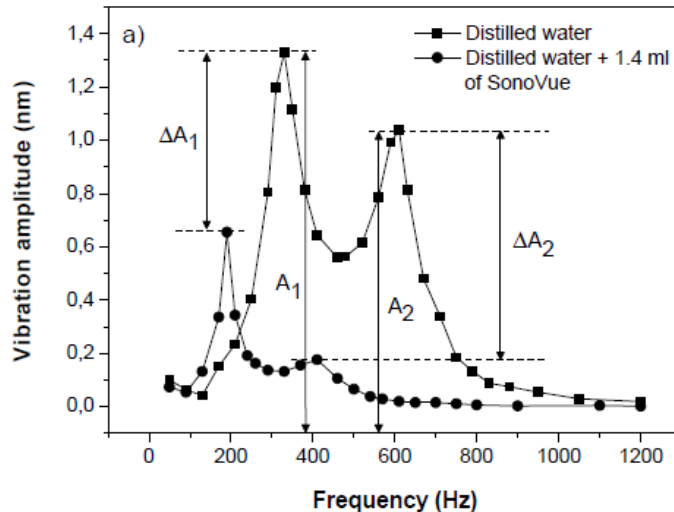 a)
Distilled water
Distilled water + 1.4 ml
of SonoVue
1,4
1,2
1,0
0,8
0,6
0,4
0,2
0,0
Vibration amplitude (nm)
ΔA1
A1
A2
ΔA2
0 200 400 600 800 1000 1200
Frequency (Hz)